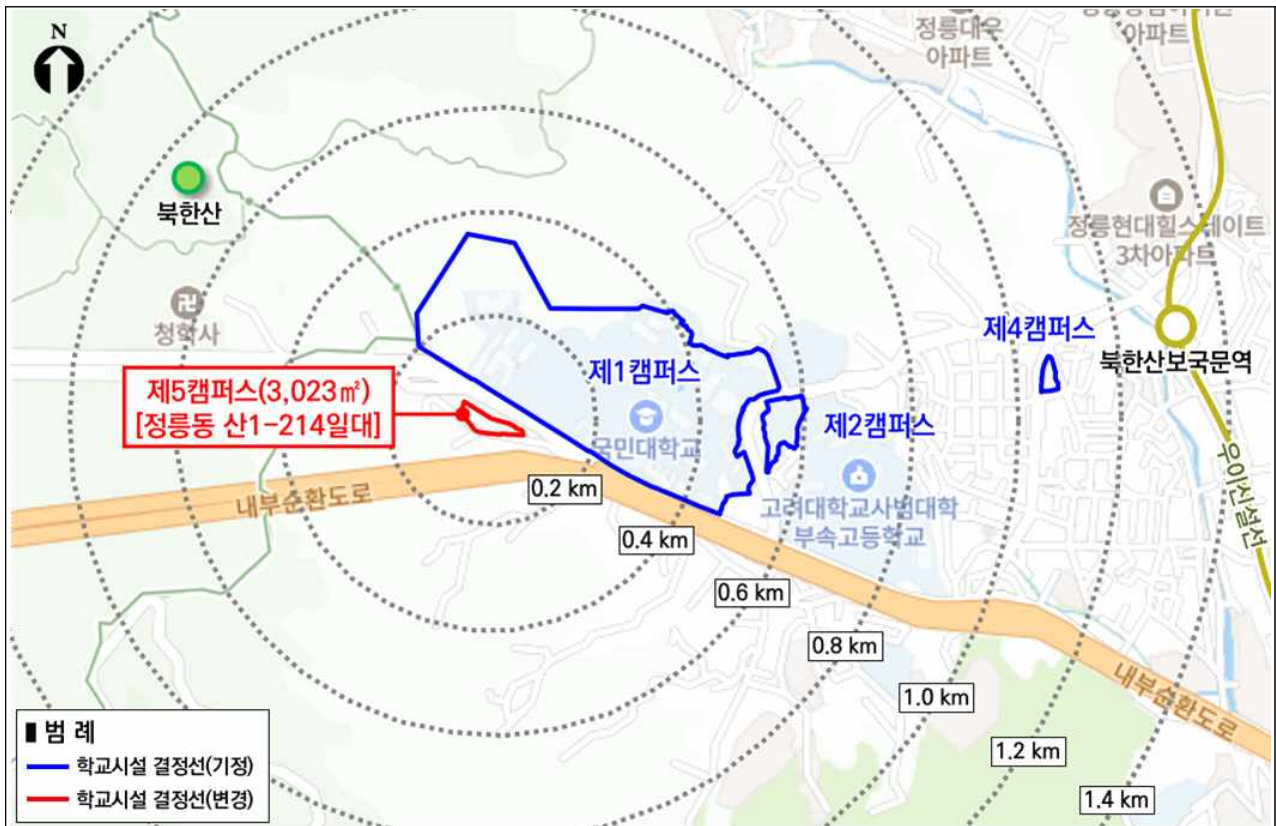 N
정릉대우
아파트
아파트
북한산
정릉현대힐스테이트
3차아파트
청학사
제4캠퍼스
북한산보국문역
제1캠퍼스
제5캠퍼스(3,023㎡)
[정릉동 산1-214일대]
국민대학교
제2캠퍼스
우이신설선
고려대학교사범대학
부속고등학교
내부순환도로
0.2 km
0.4 km
0.6 km
0.8 km
1.0 km
1.2 km
1.4 km
내부순환도로
범 례
학교시설 결정선(기정)
학교시설 결정선(변경)